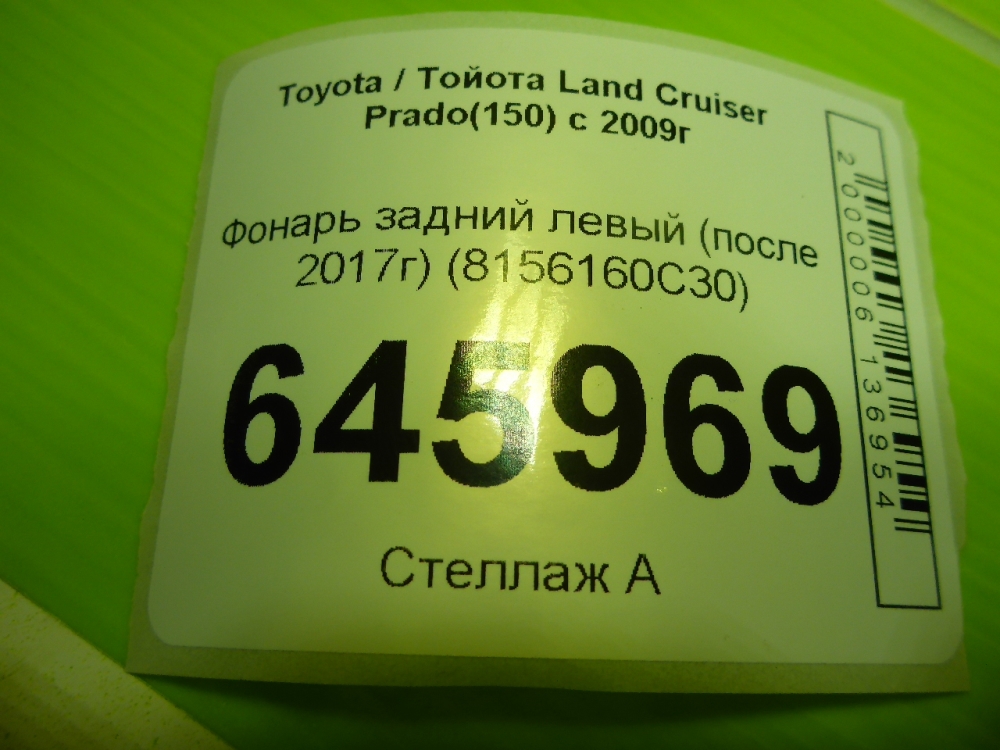 Toyota / Тойота Land Cruiser
Prado(150) с 2009г
Фонарь задний левый (после
2017г) (8156160C30)
645969
Стеллаж А
2000006136954